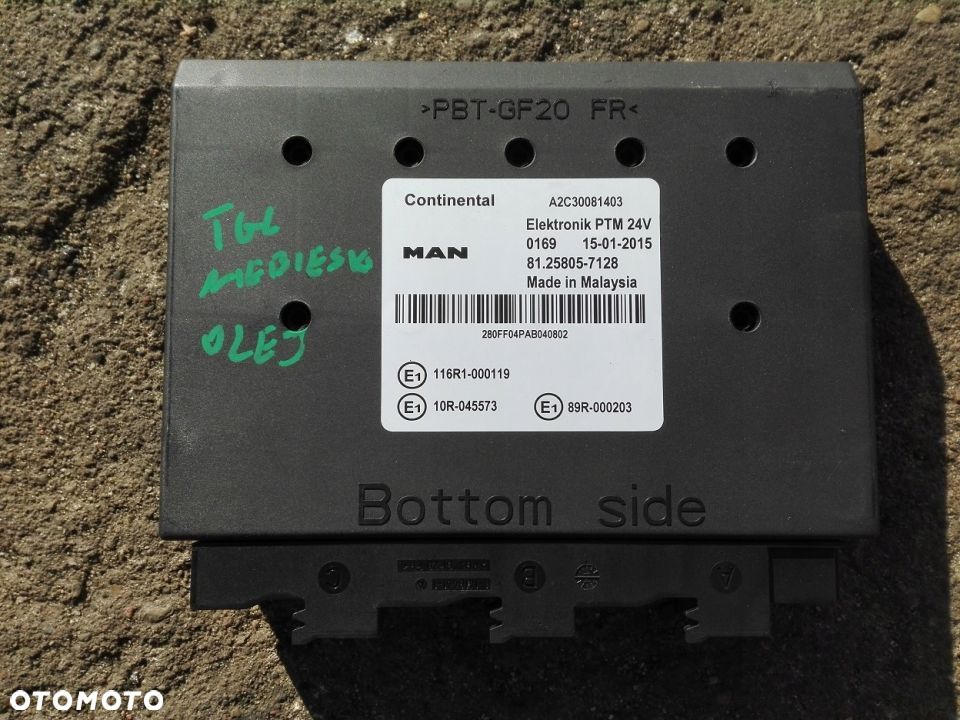 >PBT-GF20 FR<
Continental A2C30081403
Elektronik PTM 24V
0169 15-01-2015
MAN 81.25805-7128
Made in Malaysia
280FF04PAB040802
E1 116R1-000119
E1 10R-045573 E1 89R-000203
TGL
OLEJ
Bottom side
C B A
OTOMOTO